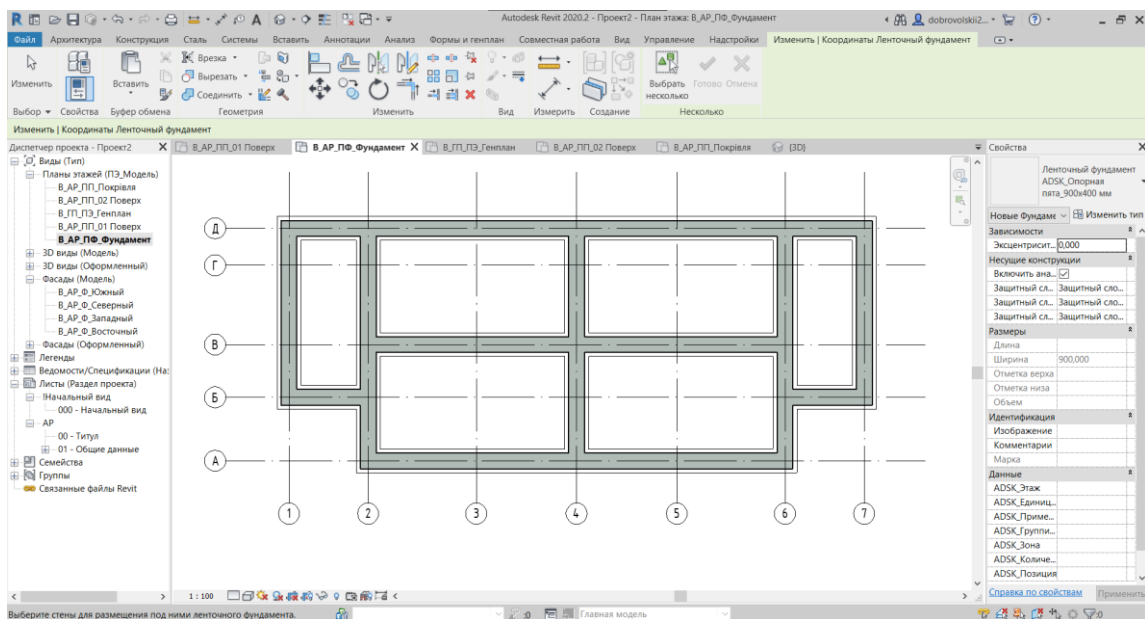 Autodesk Revit 2020.2 - Проект2 - План этажа: В_АР_ПФ_Фундамент
dobrovolskii2...
Файл Архитектура Конструкция Сталь Системы Вставить Аннотации Анализ Формы и генплан Совместная работа Вид Управление Надстройки Изменить | Координаты Ленточный фундамент
Изменить
Вставить
Врезка
Вырезать
Соединить
Выбрать несколько
Готово Отмена
Выбор Свойства Буфер обмена Геометрия Изменить Вид Измерить Создание Несколько
Изменить | Координаты Ленточный фундамент
Диспетчер проекта - Проект2
В_АР_ПП_01 Поверх
В_АР_ПФ_Фундамент
В_ГП_ПЭ_Генплан
В_АР_ПП_02 Поверх
В_АР_ПП_Покрівля
{3D}
Виды (Тип)
Планы этажей (ПЭ_Модель)
В_АР_ПП_Покрівля
В_АР_ПП_02 Поверх
В_ГП_ПЭ_Генплан
В_АР_ПП_01 Поверх
В_АР_ПФ_Фундамент
3D виды (Модель)
3D виды (Оформленный)
Фасады (Модель)
В_АР_Ф_Южный
В_АР_Ф_Северный
В_АР_Ф_Западный
В_АР_Ф_Восточный
Фасады (Оформленный)
Легенды
Ведомости/Спецификации (На:
Листы (Раздел проекта)
!Начальный вид
000 - Начальный вид
АР
00 - Титул
01 - Общие данные
Семейства
Группы
Связанные файлы Revit
Д
Г
В
Б
А
1 2 3 4 5 6 7
Свойства
Ленточный фундамент
ADSK_Опорная
пята_900x400 мм
Новые Фундаме Изменить тип
Зависимости
Эксцентрисит... 0,000
Несущие конструкции
Включить ана...
Защитный сл... Защитный сло...
Защитный сл... Защитный сло...
Защитный сл... Защитный сло...
Размеры
Длина
Ширина 900,000
Отметка верха
Отметка низа
Объем
Идентификация
Изображение
Комментарии
Марка
Данные
ADSK_Этаж
ADSK_Единиц...
ADSK_Приме...
ADSK_Группи...
ADSK_Зона
ADSK_Количе...
ADSK_Позиция
Справка по свойствам Применить
1 : 100
Выберите стены для размещения под ними ленточного фундамента.
:0
Главная модель
:0